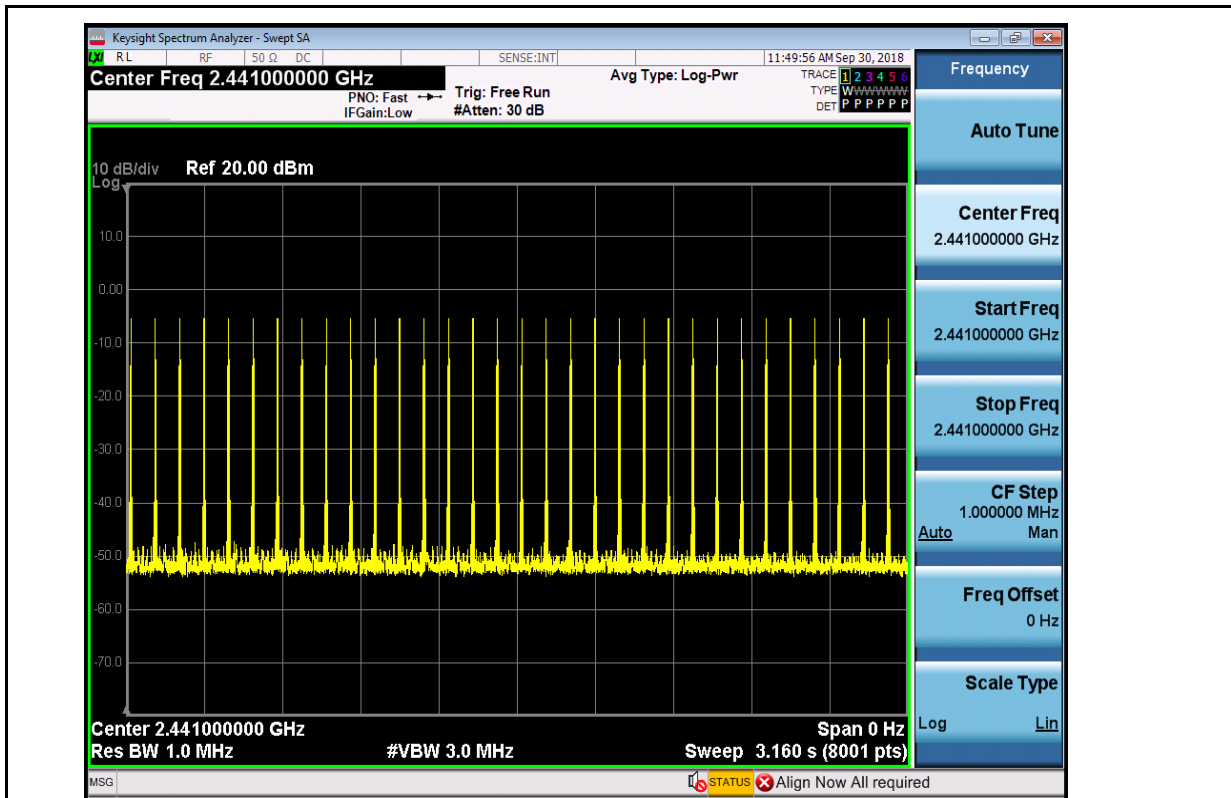 Keysight Spectrum Analyzer - Swept SA
LXI RL RF 50 Ω DC SENSE:INT 11:49:56 AM Sep 30, 2018
Center Freq 2.441000000 GHz
PNO: Fast
IFGain:Low
Trig: Free Run
#Atten: 30 dB
Avg Type: Log-Pwr
TRACE 1 2 3 4 5 6
TYPE WWWWWW
DET P P P P P P
10 dB/div Ref 20.00 dBm
Log
10.0
0.00
-10.0
-20.0
-30.0
-40.0
-50.0
-60.0
-70.0
Center 2.441000000 GHz Span 0 Hz
Res BW 1.0 MHz #VBW 3.0 MHz Sweep 3.160 s (8001 pts)
MSG STATUS Align Now All required
Frequency
Auto Tune
Center Freq
2.441000000 GHz
Start Freq
2.441000000 GHz
Stop Freq
2.441000000 GHz
CF Step
1.000000 MHz
Auto Man
Freq Offset
0 Hz
Scale Type
Log Lin